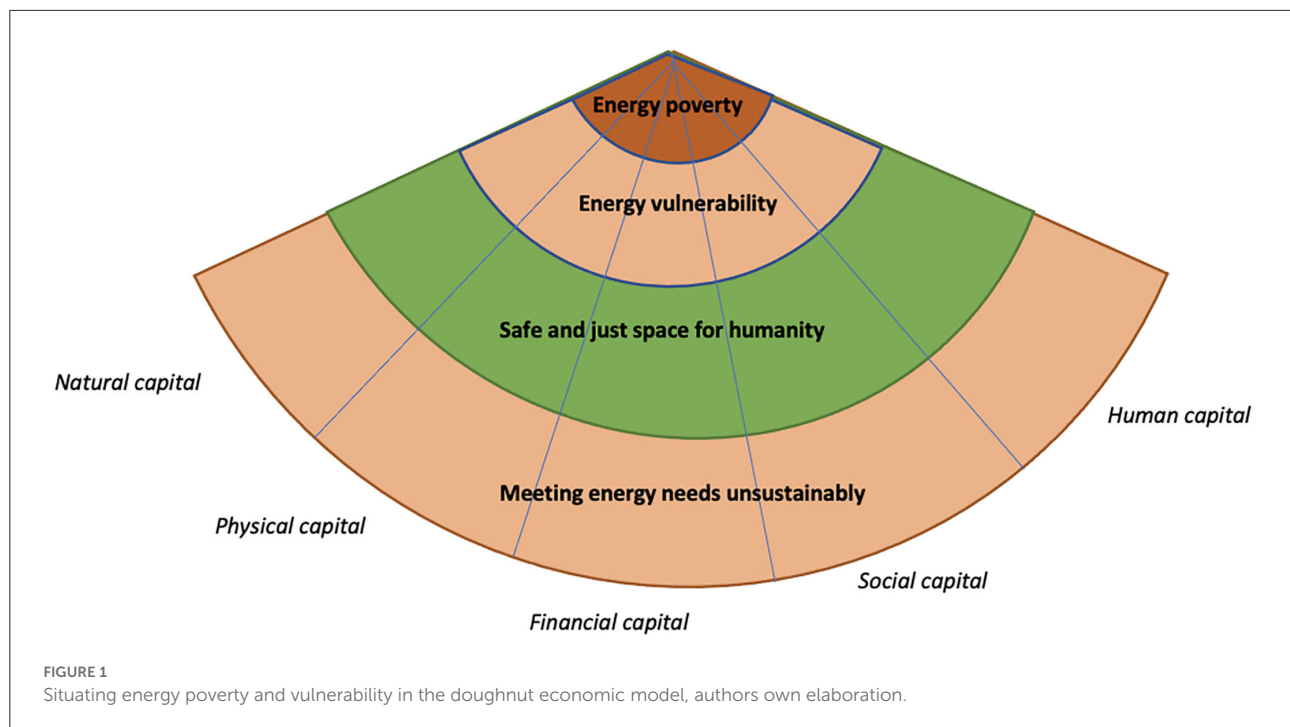 Energy poverty
Energy vulnerability
Safe and just space for humanity
Natural capital
Human capital
Meeting energy needs unsustainably
Physical capital
Social capital
Financial capital
FIGURE 1
Situating energy poverty and vulnerability in the doughnut economic model, authors own elaboration.